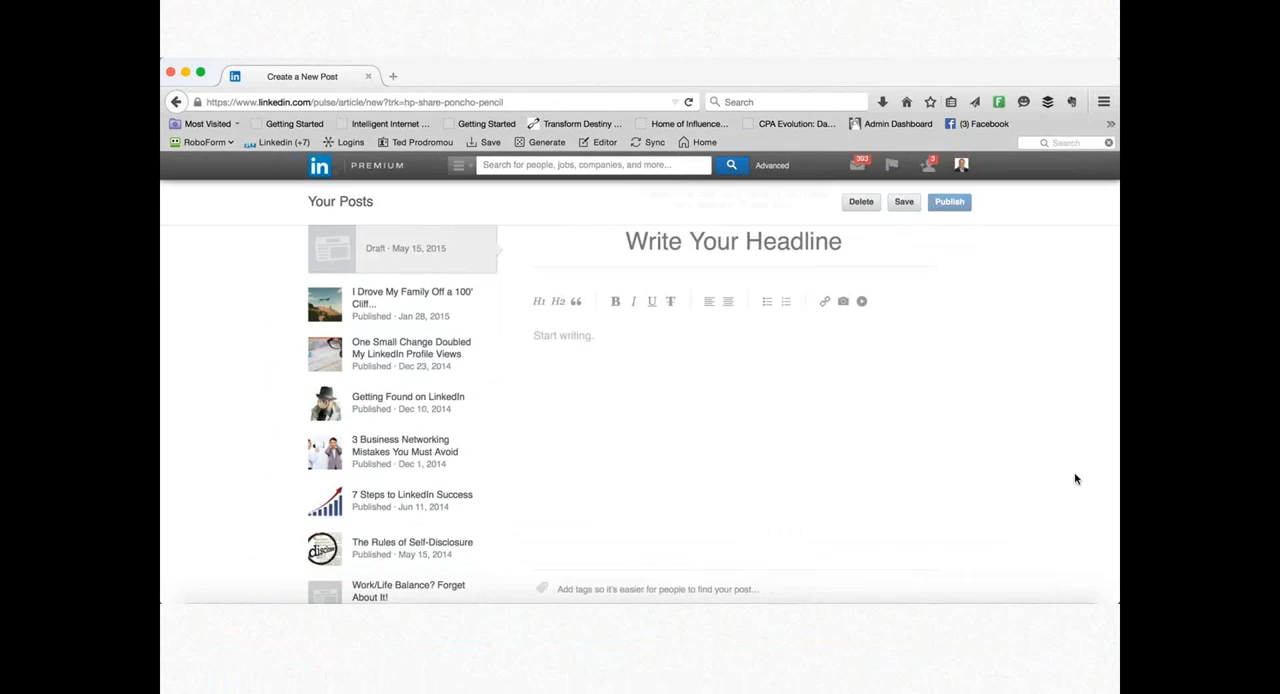 Create a New Post
https://www.linkedin.com/pulse/article/new?trk=hp-share-poncho-pencil
Search
Most Visited
Getting Started
Intelligent Internet ...
Getting Started
Transform Destiny ...
Home of Influence...
CPA Evolution: Da...
Admin Dashboard
(3) Facebook
RoboForm
Linkedin (+7)
Logins
Ted Prodromou
Save
Generate
Editor
Sync
Home
Search
in
PREMIUM
Search for people, jobs, companies, and more...
Advanced
393
3
Your Posts
Delete
Save
Publish
Draft · May 15, 2015
I Drove My Family Off a 100'
Cliff...
Published · Jan 28, 2015
One Small Change Doubled
My LinkedIn Profile Views
Published · Dec 23, 2014
Getting Found on LinkedIn
Published · Dec 10, 2014
3 Business Networking
Mistakes You Must Avoid
Published · Dec 1, 2014
7 Steps to LinkedIn Success
Published · Jun 11, 2014
The Rules of Self-Disclosure
Published · May 15, 2014
Work/Life Balance? Forget
About It!
Write Your Headline
H1 H2 B I U T
Start writing.
Add tags so it's easier for people to find your post...